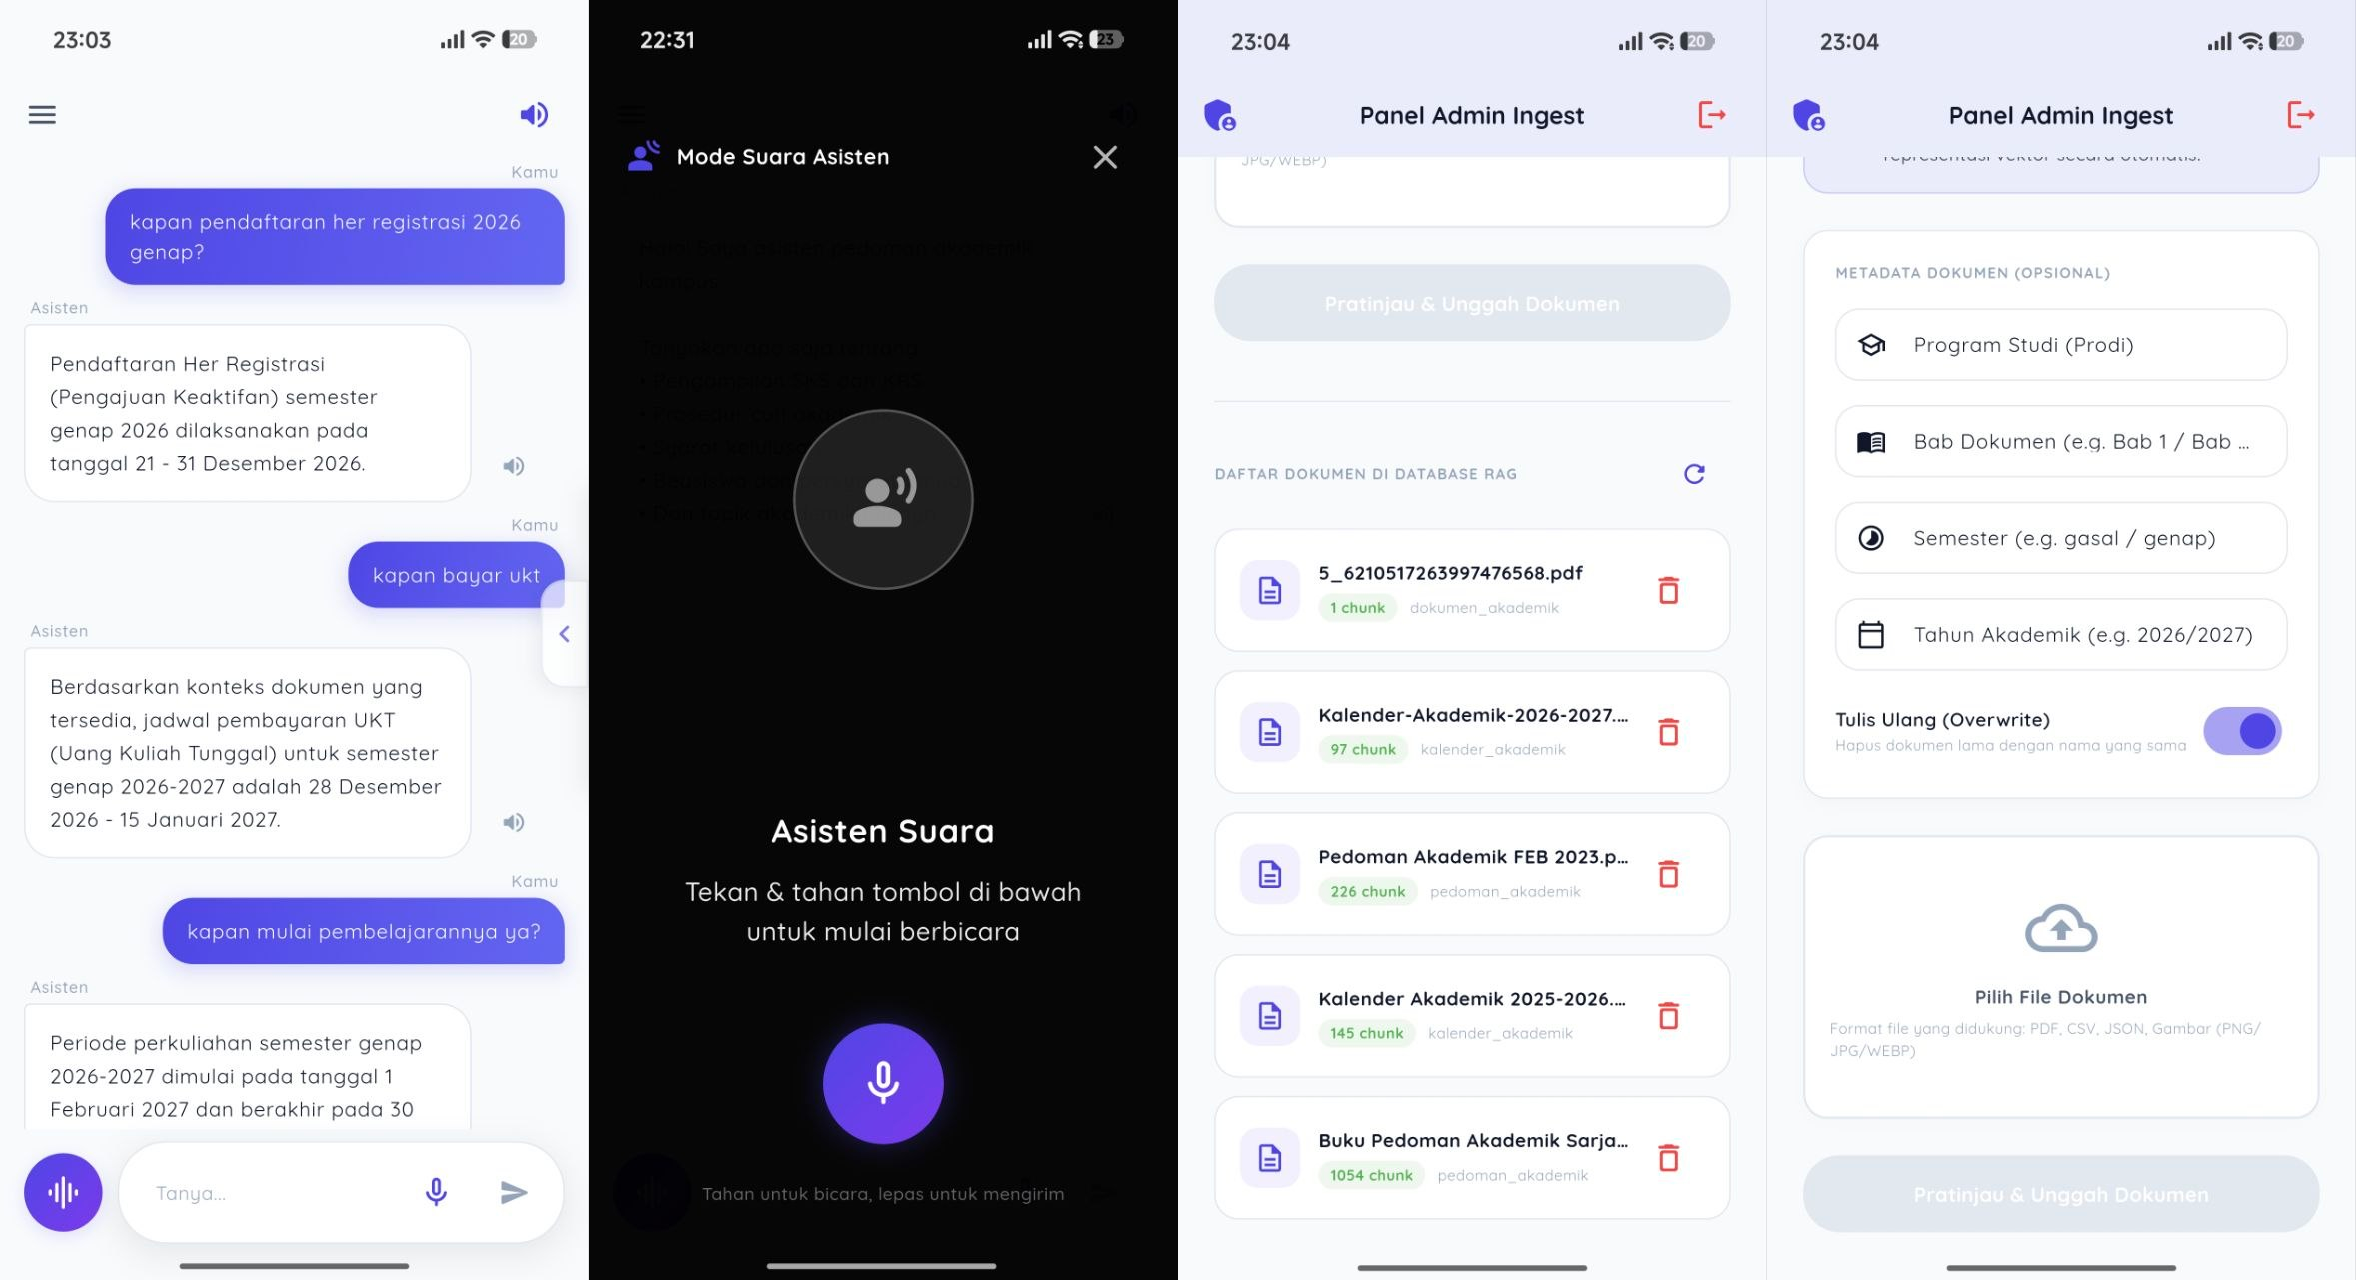 23:03
20
Kamu
kapan pendaftaran her registrasi 2026
genap?
Asisten
Pendaftaran Her Registrasi
(Pengajuan Keaktifan) semester
genap 2026 dilaksanakan pada
tanggal 21 - 31 Desember 2026.
Kamu
kapan bayar ukt
Asisten
Berdasarkan konteks dokumen yang
tersedia, jadwal pembayaran UKT
(Uang Kuliah Tunggal) untuk semester
genap 2026-2027 adalah 28 Desember
2026 - 15 Januari 2027.
Kamu
kapan mulai pembelajarannya ya?
Asisten
Periode perkuliahan semester genap
2026-2027 dimulai pada tanggal 1
Februari 2027 dan berakhir pada 30
Tanya...
22:31
23
Mode Suara Asisten
Asisten Suara
Tekan & tahan tombol di bawah
untuk mulai berbicara
Tahan untuk bicara, lepas untuk mengirim
23:04
20
Panel Admin Ingest
JPG/WEBP)
Pratinjau & Unggah Dokumen
DAFTAR DOKUMEN DI DATABASE RAG
5_6210517263997476568.pdf
1 chunk dokumen_akademik
Kalender-Akademik-2026-2027....
97 chunk kalender_akademik
Pedoman Akademik FEB 2023.p...
226 chunk pedoman_akademik
Kalender Akademik 2025-2026....
145 chunk kalender_akademik
Buku Pedoman Akademik Sarja...
1054 chunk pedoman_akademik
23:04
20
Panel Admin Ingest
representasi vektor secara otomatis.
METADATA DOKUMEN (OPSIONAL)
Program Studi (Prodi)
Bab Dokumen (e.g. Bab 1 / Bab ...
Semester (e.g. gasal / genap)
Tahun Akademik (e.g. 2026/2027)
Tulis Ulang (Overwrite)
Hapus dokumen lama dengan nama yang sama
Pilih File Dokumen
Format file yang didukung: PDF, CSV, JSON, Gambar (PNG/
JPG/WEBP)
Pratinjau & Unggah Dokumen